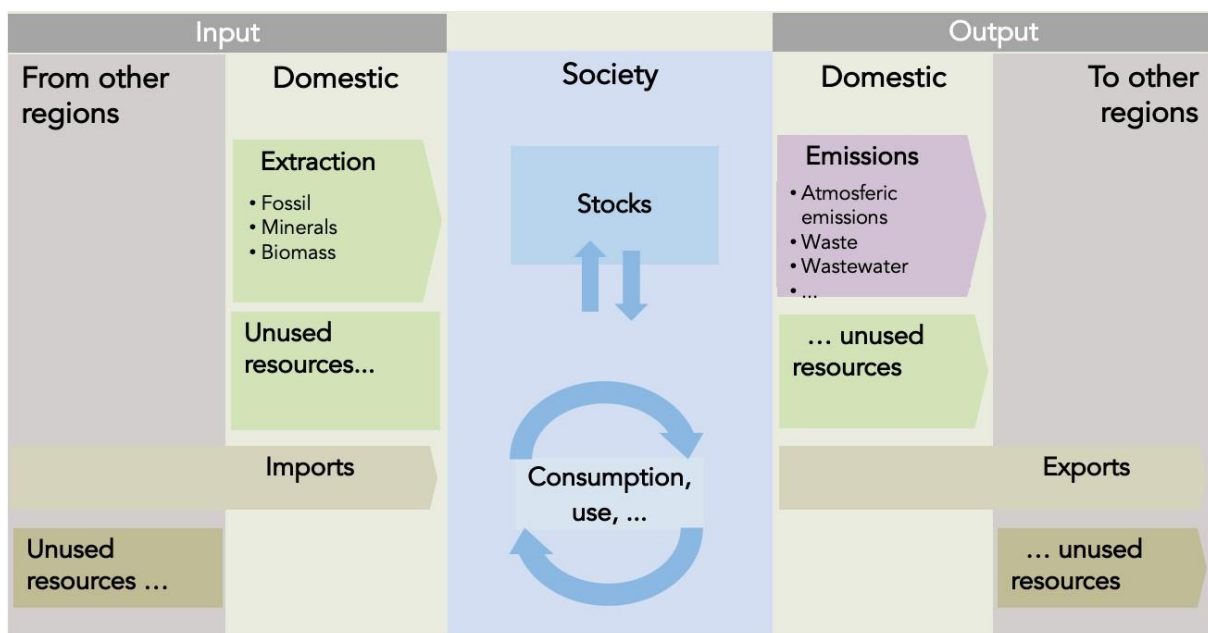 Input
Output
From other
regions
Domestic
Society
Domestic
To other
regions
Extraction
• Fossil
• Minerals
• Biomass
Stocks
Emissions
• Atmosferic
emissions
• Waste
• Wastewater
• ...
Unused
resources...
... unused
resources
Imports
Consumption,
use, ...
Exports
Unused
resources ...
... unused
resources